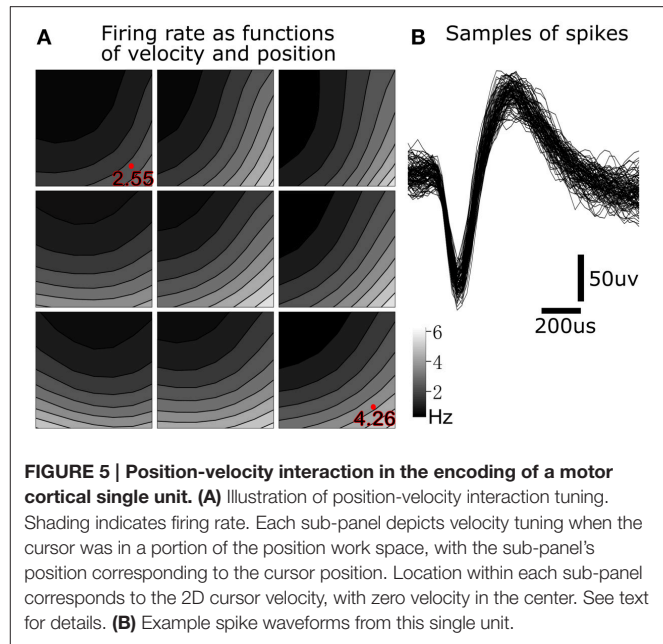 A
Firing rate as functions
of velocity and position
B
Samples of spikes
2.55
4.26
50uv
200us
6
4
2
Hz
FIGURE 5 | Position-velocity interaction in the encoding of a motor
cortical single unit. (A) Illustration of position-velocity interaction tuning.
Shading indicates firing rate. Each sub-panel depicts velocity tuning when the
cursor was in a portion of the position work space, with the sub-panel's
position corresponding to the cursor position. Location within each sub-panel
corresponds to the 2D cursor velocity, with zero velocity in the center. See text
for details. (B) Example spike waveforms from this single unit.